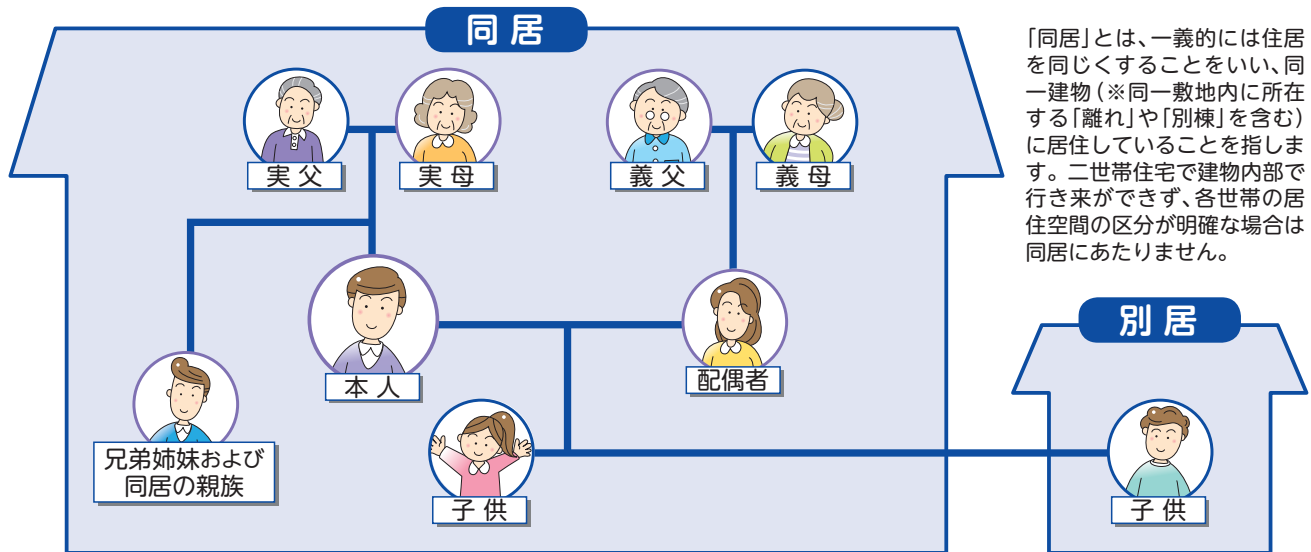 同居
実父
実母
義父
義母
本人
配偶者
兄弟姉妹および
同居の親族
子供
「同居」とは、一義的には住居
を同じくすることをいい、同
一建物(※同一敷地内に所在
する「離れ」や「別棟」を含む)
に居住していることを指しま
す。二世帯住宅で建物内部で
行き来ができず、各世帯の居
住空間の区分が明確な場合は
同居にあたりません。
別居
子供